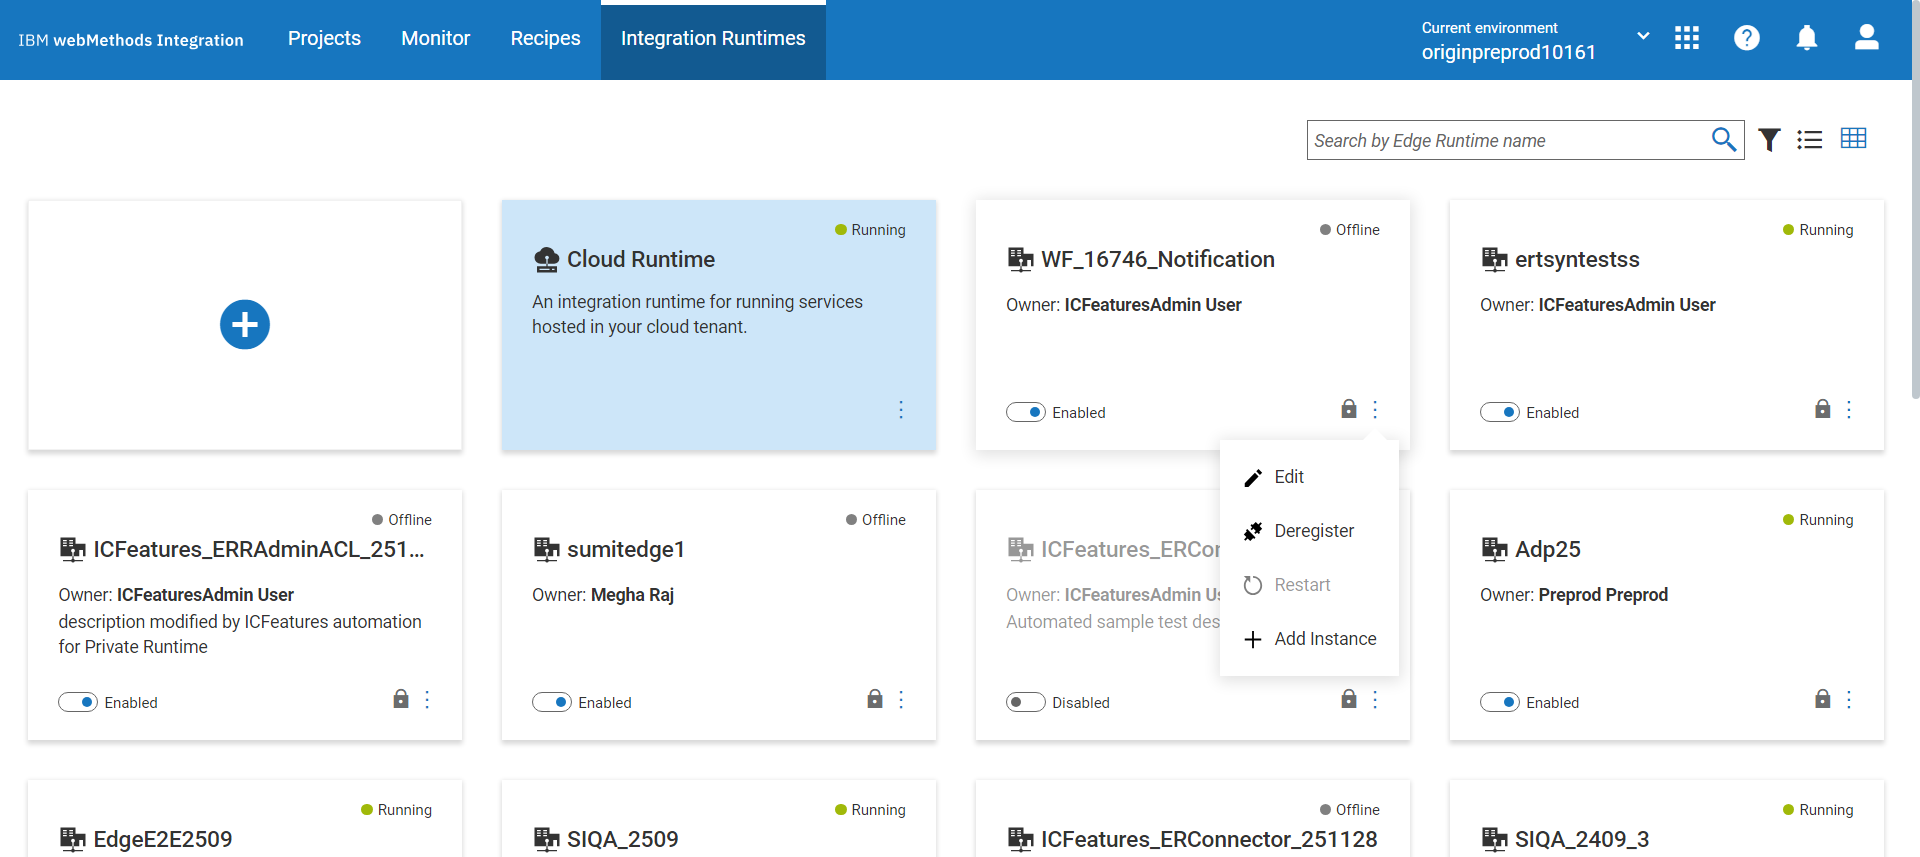 IBM webMethods Integration
Projects
Monitor
Recipes
Integration Runtimes
Current environment
originpreprod10161
Search by Edge Runtime name
Running
Cloud Runtime
An integration runtime for running services
hosted in your cloud tenant.
Offline
WF_16746_Notification
Owner: ICFeaturesAdmin User
Enabled
Running
ertsyntestss
Owner: ICFeaturesAdmin User
Enabled
Edit
Deregister
Restart
Add Instance
Offline
ICFeatures_ERRAdminACL_251...
Owner: ICFeaturesAdmin User
description modified by ICFeatures automation
for Private Runtime
Enabled
Offline
sumitedge1
Owner: Megha Raj
Enabled
Owner: ICFeaturesAdmin
Automated sample test
Disabled
Running
Adp25
Owner: Preprod Preprod
Enabled
Running
EdgeE2E2509
Running
SIQA_2509
Offline
ICFeatures_ERConnector_251128
Running
SIQA_2409_3